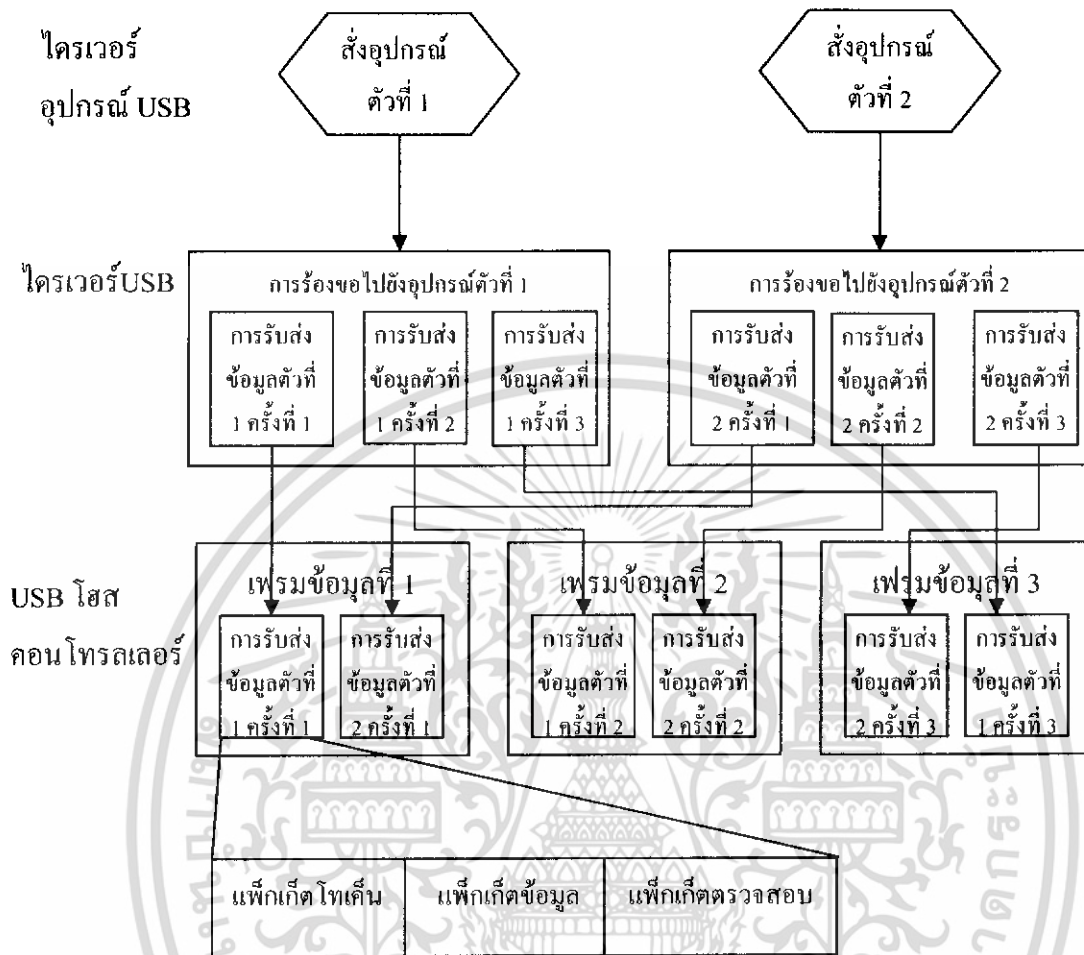 ไดรเวอร์
อุปกรณ์ USB
สั่งอุปกรณ์
ตัวที่ 1
สั่งอุปกรณ์
ตัวที่ 2
ไดรเวอร์USB
การร้องขอไปยังอุปกรณ์ตัวที่ 1
การรับส่ง
ข้อมูลตัวที่
1 ครั้งที่ 1
การรับส่ง
ข้อมูลตัวที่
1 ครั้งที่ 2
การรับส่ง
ข้อมูลตัวที่
1 ครั้งที่ 3
การร้องขอไปยังอุปกรณ์ตัวที่ 2
การรับส่ง
ข้อมูลตัวที่
2 ครั้งที่ 1
การรับส่ง
ข้อมูลตัวที่
2 ครั้งที่ 2
การรับส่ง
ข้อมูลตัวที่
2 ครั้งที่ 3
USB โฮส
คอนโทรลเลอร์
เฟรมข้อมูลที่ 1
การรับส่ง
ข้อมูลตัวที่
1 ครั้งที่ 1
การรับส่ง
ข้อมูลตัวที่
2 ครั้งที่ 1
เฟรมข้อมูลที่ 2
การรับส่ง
ข้อมูลตัวที่
1 ครั้งที่ 2
การรับส่ง
ข้อมูลตัวที่
2 ครั้งที่ 2
เฟรมข้อมูลที่ 3
การรับส่ง
ข้อมูลตัวที่
2 ครั้งที่ 3
การรับส่ง
ข้อมูลตัวที่
1 ครั้งที่ 3
แพ็กเก็ตโทเค็น
แพ็กเก็ตข้อมูล
แพ็กเก็ตตรวจสอบ